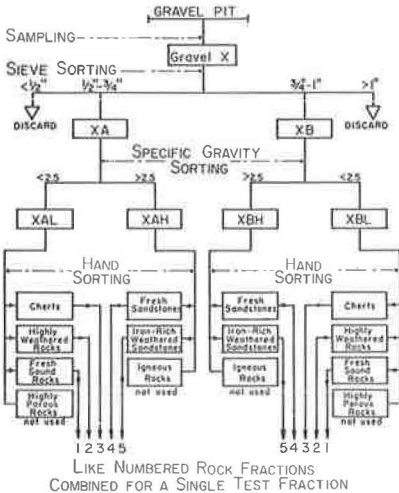 GRAVEL PIT
SAMPLING
Gravel X
SIEVE SORTING
<1/2" 1/2"-3/4" 3/4"-1" >1"
DISCARD DISCARD
XA XB
SPECIFIC GRAVITY
SORTING
<2.5 >2.5 >2.5 <2.5
XAL XAH XBH XBL
HAND HAND
SORTING SORTING
Cherts
Highly
Weathered
Rocks
Fresh
Sound
Rocks
Highly
Porous
Rocks
not used
Fresh
Sandstones
Iron-Rich
Weathered
Sandstones
Igneous
Rocks
not used
Fresh
Sandstones
Iron-Rich
Weathered
Sandstones
Igneous
Rocks
not used
Cherts
Highly
Weathered
Rocks
Fresh
Sound
Rocks
Highly
Porous
Rocks
not used
1 2 3 4 5 5 4 3 2 1
LIKE NUMBERED ROCK FRACTIONS
COMBINED FOR A SINGLE TEST FRACTION